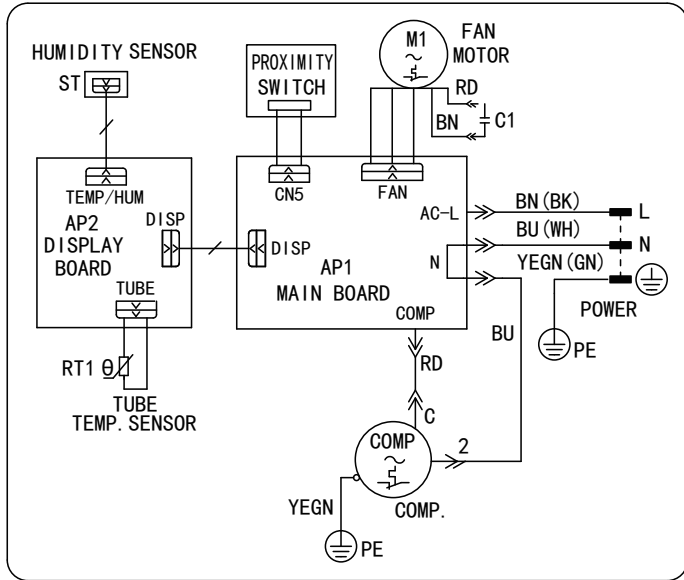 HUMIDITY SENSOR
ST
PROXIMITY
SWITCH
M1
FAN
MOTOR
RD
BN
C1
TEMP/HUM
AP2
DISPLAY
BOARD
DISP
TUBE
RT1 θ
TUBE
TEMP. SENSOR
CN5
FAN
DISP
AP1
MAIN BOARD
AC-L
N
COMP
BN(BK)
L
BU(WH)
N
YEGN(GN)
POWER
PE
BU
RD
C
COMP
2
COMP.
YEGN
PE